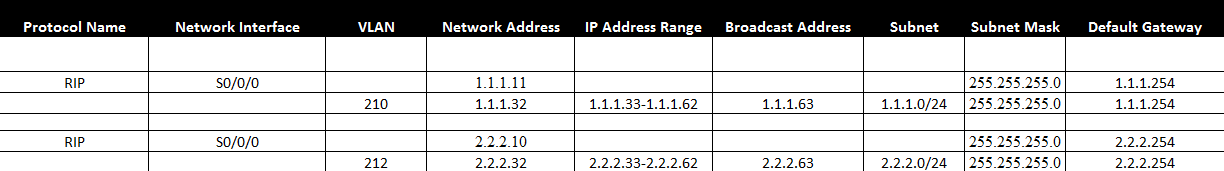 Protocol Name Network Interface VLAN Network Address IP Address Range Broadcast Address Subnet Subnet Mask Default Gateway
RIP S0/0/0 1.1.1.11 255.255.255.0 1.1.1.254
210 1.1.1.32 1.1.1.33-1.1.1.62 1.1.1.63 1.1.1.0/24 255.255.255.0 1.1.1.254
RIP S0/0/0 2.2.2.10 255.255.255.0 2.2.2.254
212 2.2.2.32 2.2.2.33-2.2.2.62 2.2.2.63 2.2.2.0/24 255.255.255.0 2.2.2.254